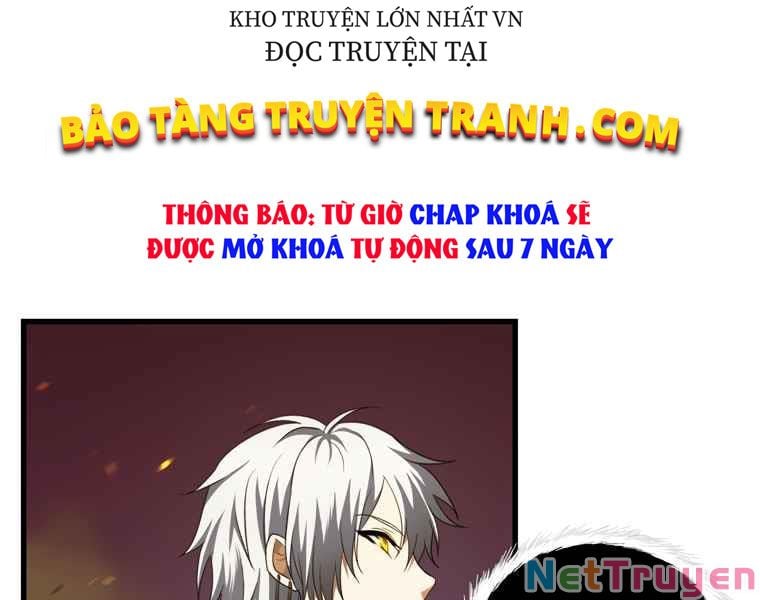 KHO TRUYỆN LỚN NHẤT VN
ĐỌC TRUYỆN TẠI
BẢO TÀNG TRUYỆN TRANH.COM
THÔNG BÁO: TỪ GIỜ CHAP KHOÁ SẼ
ĐƯỢC MỞ KHOÁ TỰ ĐỘNG SAU 7 NGÀY
NetTruyen